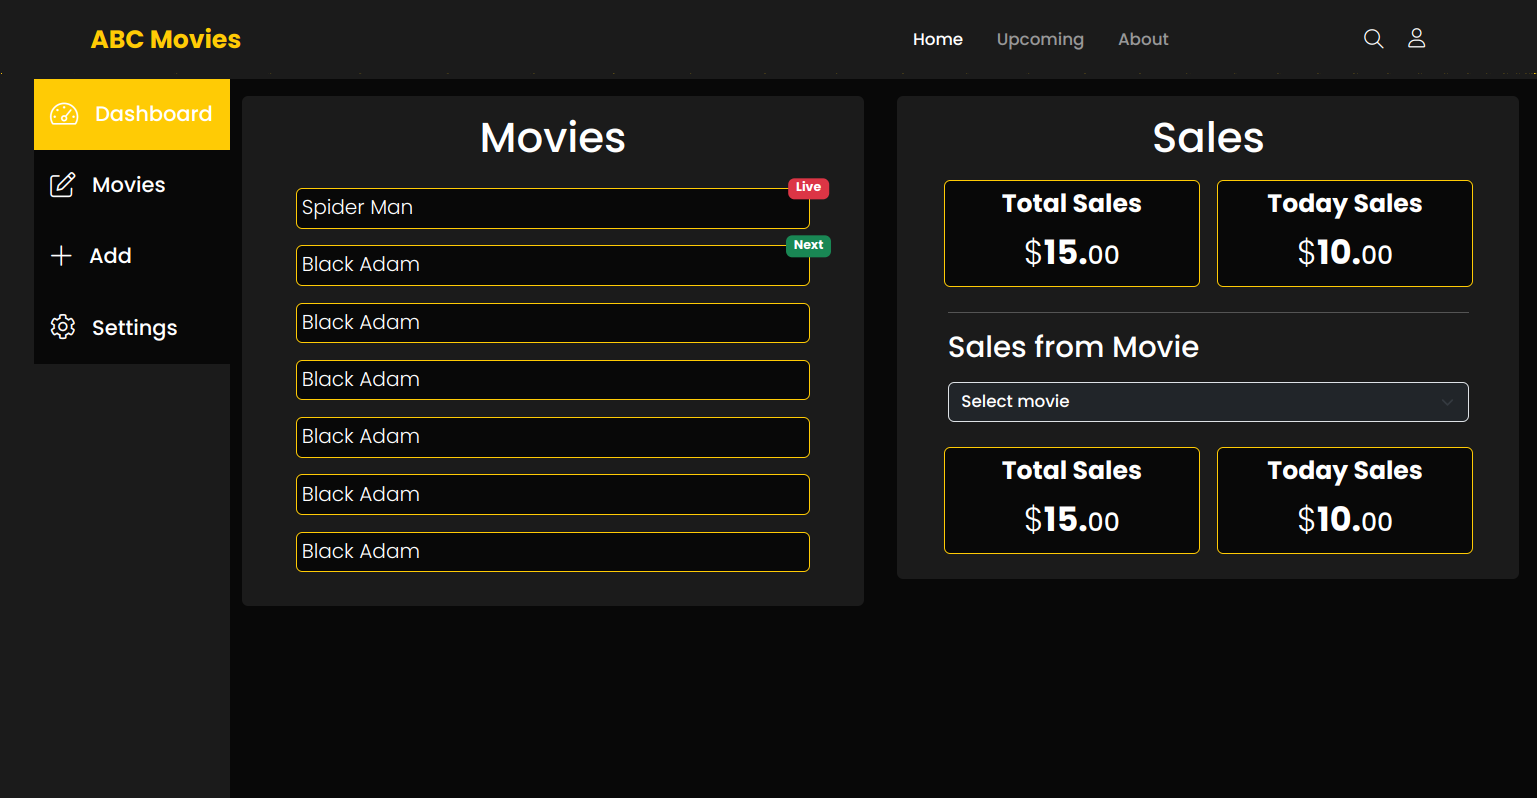 ABC Movies
Home Upcoming About
Dashboard
Movies
Add
Settings
Movies
Live
Spider Man
Next
Black Adam
Black Adam
Black Adam
Black Adam
Black Adam
Black Adam
Sales
Total Sales
$15.00
Today Sales
$10.00
Sales from Movie
Select movie
Total Sales
$15.00
Today Sales
$10.00